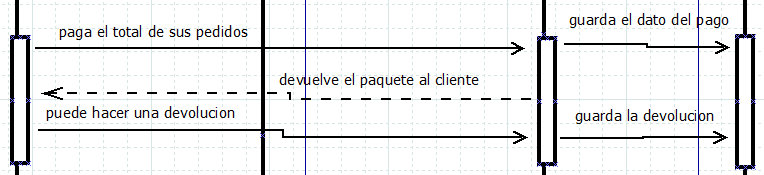 guarda el dato del pago
paga el total de sus pedidos
devuelve el paquete al cliente
puede hacer una devolucion
guarda la devolucion